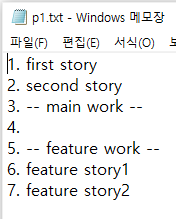 p1.txt - Windows 메모장
파일(F) 편집(E) 서식(O)
1. first story
2. second story
3. -- main work --
4.
5. -- feature work --
6. feature story1
7. feature story2